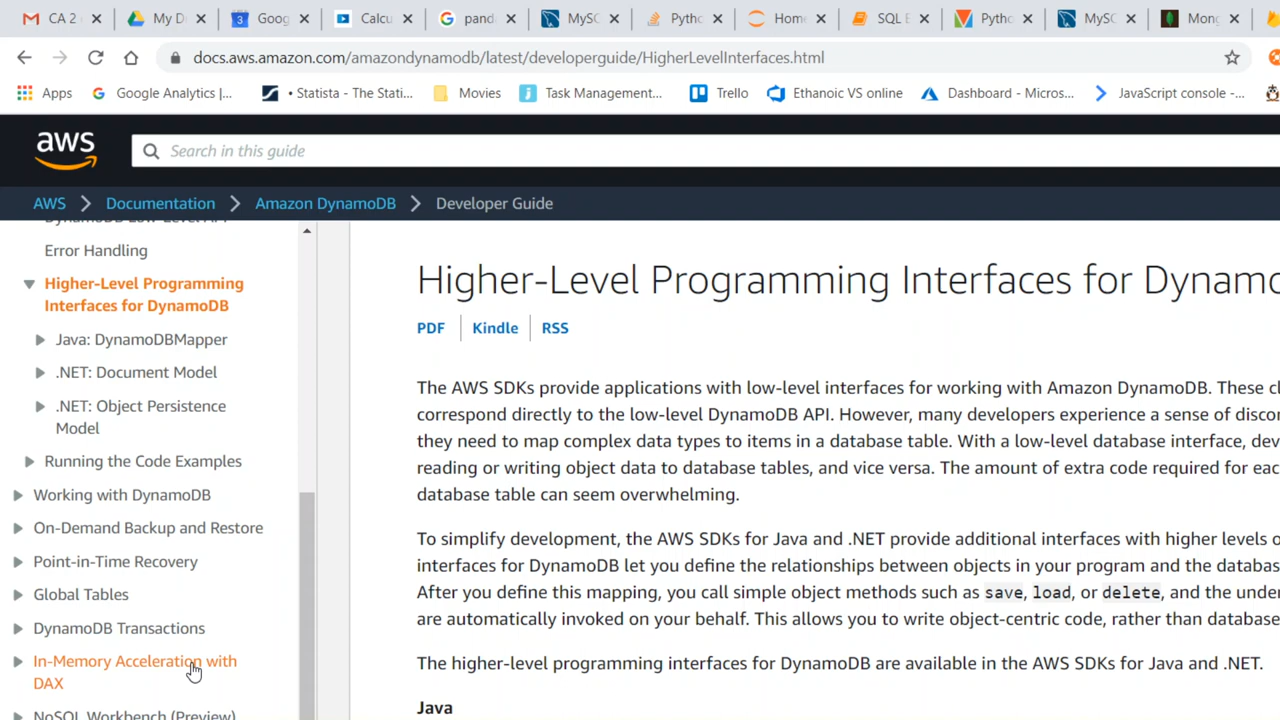 CA 2
My D
Goog
Calcu
pand
MySC
Pytho
Home
SQL E
Pytho
MySC
Mong
docs.aws.amazon.com/amazondynamodb/latest/developerguide/HigherLevelInterfaces.html
Apps
Google Analytics |...
• Statista - The Stati...
Movies
Task Management...
Trello
Ethanoic VS online
Dashboard - Micros...
JavaScript console -...
aws
Search in this guide
AWS > Documentation > Amazon DynamoDB > Developer Guide
DynamoDB Low-Level API
Error Handling
Higher-Level Programming
Interfaces for DynamoDB
Java: DynamoDBMapper
.NET: Document Model
.NET: Object Persistence
Model
Running the Code Examples
Working with DynamoDB
On-Demand Backup and Restore
Point-in-Time Recovery
Global Tables
DynamoDB Transactions
In-Memory Acceleration with
DAX
NoSQL Workbench (Preview)
Higher-Level Programming Interfaces for Dynamo
PDF
Kindle
RSS
The AWS SDKs provide applications with low-level interfaces for working with Amazon DynamoDB. These cl
correspond directly to the low-level DynamoDB API. However, many developers experience a sense of discon
they need to map complex data types to items in a database table. With a low-level database interface, dev
reading or writing object data to database tables, and vice versa. The amount of extra code required for eac
database table can seem overwhelming.
To simplify development, the AWS SDKs for Java and .NET provide additional interfaces with higher levels o
interfaces for DynamoDB let you define the relationships between objects in your program and the databas
After you define this mapping, you call simple object methods such as save, load, or delete, and the under
are automatically invoked on your behalf. This allows you to write object-centric code, rather than database
The higher-level programming interfaces for DynamoDB are available in the AWS SDKs for Java and .NET.
Java